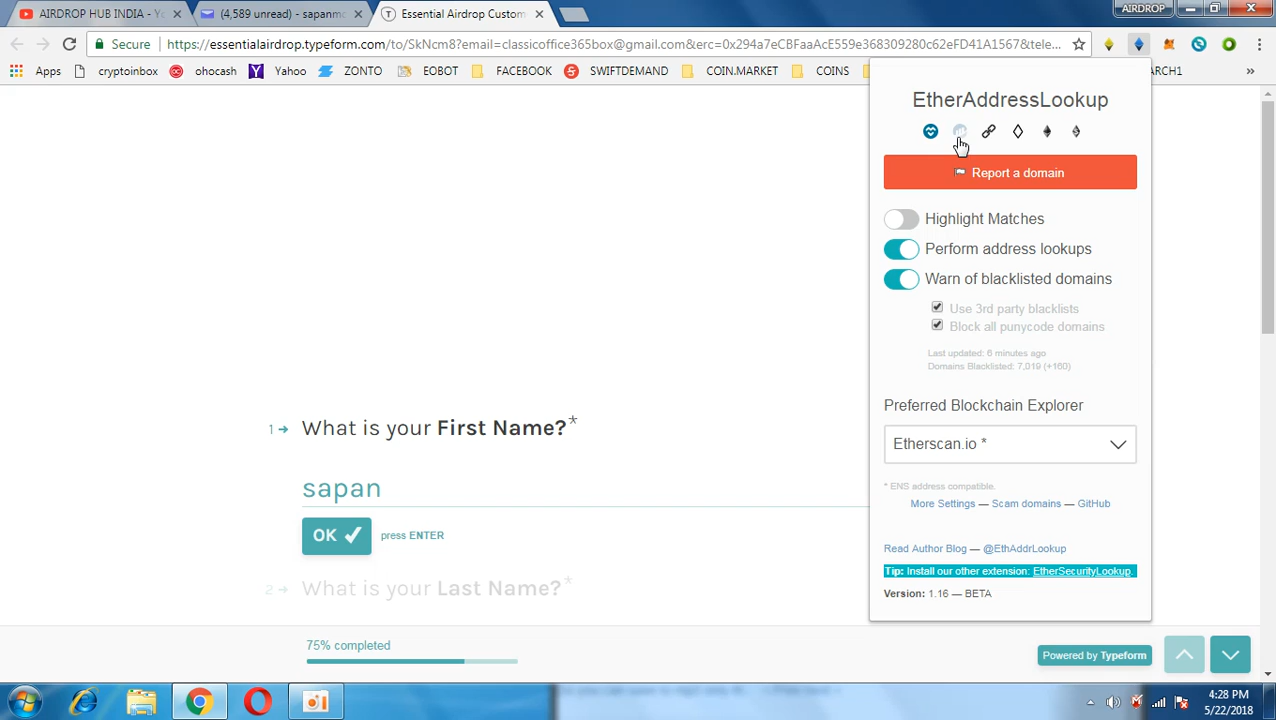 AIRDROP HUB INDIA - Yo
(4,589 unread) - sapanmo
Essential Airdrop Custom
AIRDROP
Secure
https://essentialairdrop.typeform.com/to/SkNcm8?email=classicoffice365box@gmail.com&erc=0x294a7eCBFaaAcE559e368309280c62eFD41A1567&tele...
Apps
cryptoinbox
ohocash
Yahoo
ZONTO
EOBOT
FACEBOOK
SWIFTDEMAND
COIN.MARKET
COINS
ARCH1
EtherAddressLookup
Report a domain
Highlight Matches
Perform address lookups
Warn of blacklisted domains
Use 3rd party blacklists
Block all punycode domains
Last updated: 6 minutes ago
Domains Blacklisted: 7,019 (+160)
Preferred Blockchain Explorer
Etherscan.io *
* ENS address compatible.
More Settings — Scam domains — GitHub
Read Author Blog — @EthAddrLookup
Tip: Install our other extension: EtherSecurityLookup.
Version: 1.16 — BETA
1 → What is your First Name?*
sapan
OK press ENTER
2 → What is your Last Name?*
75% completed
Powered by Typeform
4:28 PM
5/22/2018